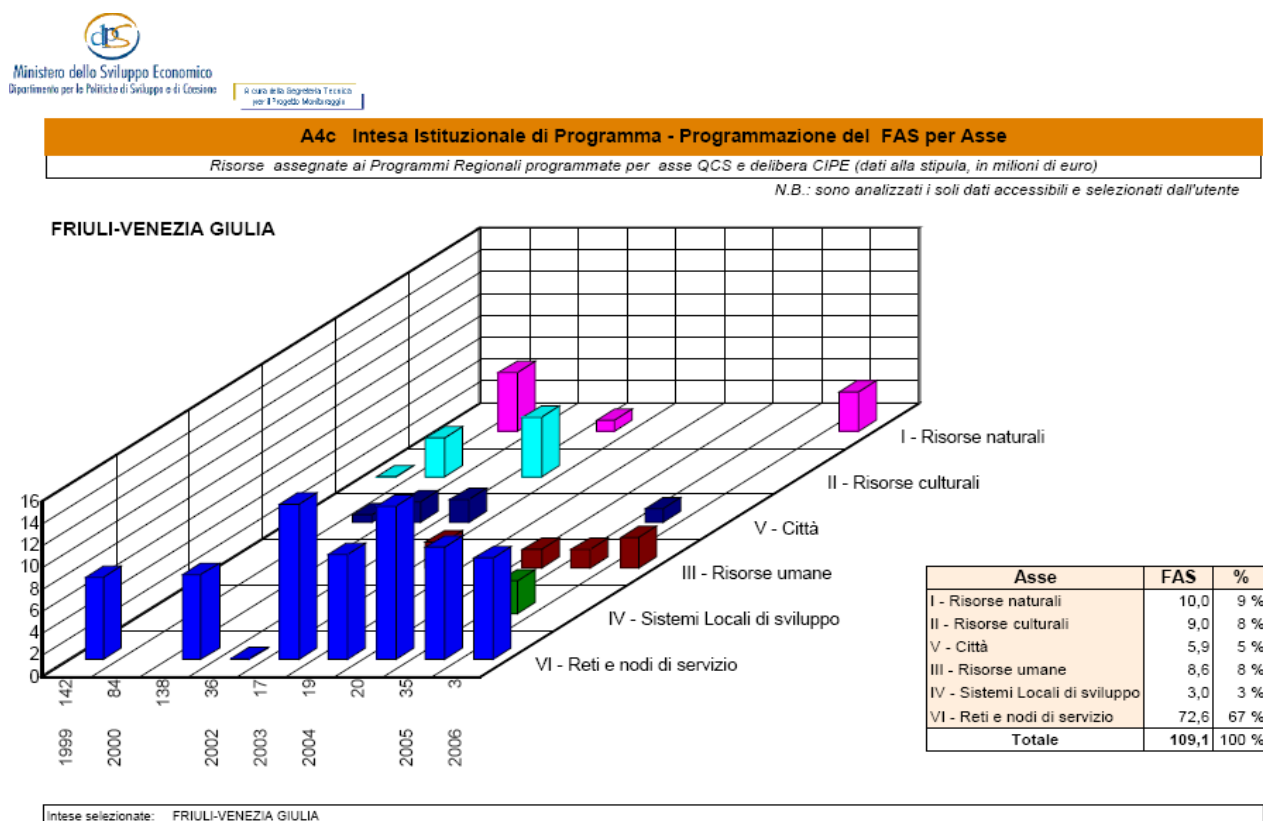 dps
Ministero dello Sviluppo Economico
Dipartimento per le Politiche di Sviluppo e di Coesione
A cura della Segreteria Tecnica
per il Progetto Monitoraggio
A4c Intesa Istituzionale di Programma - Programmazione del FAS per Asse
Risorse assegnate ai Programmi Regionali programmate per asse QCS e delibera CIPE (dati alla stipula, in milioni di euro)
N.B.: sono analizzati i soli dati accessibili e selezionati dall'utente
FRIULI-VENEZIA GIULIA
I - Risorse naturali
II - Risorse culturali
V - Città
III - Risorse umane
IV - Sistemi Locali di sviluppo
VI - Reti e nodi di servizio
16
14
12
10
8
6
4
2
0
142 84 138 36 17 19 20 35 3
1999 2000 2002 2003 2004 2005 2006
Asse FAS %
I - Risorse naturali 10,0 9 %
II - Risorse culturali 9,0 8 %
V - Città 5,9 5 %
III - Risorse umane 8,6 8 %
IV - Sistemi Locali di sviluppo 3,0 3 %
VI - Reti e nodi di servizio 72,6 67 %
Totale 109,1 100 %
Intese selezionate: FRIULI-VENEZIA GIULIA